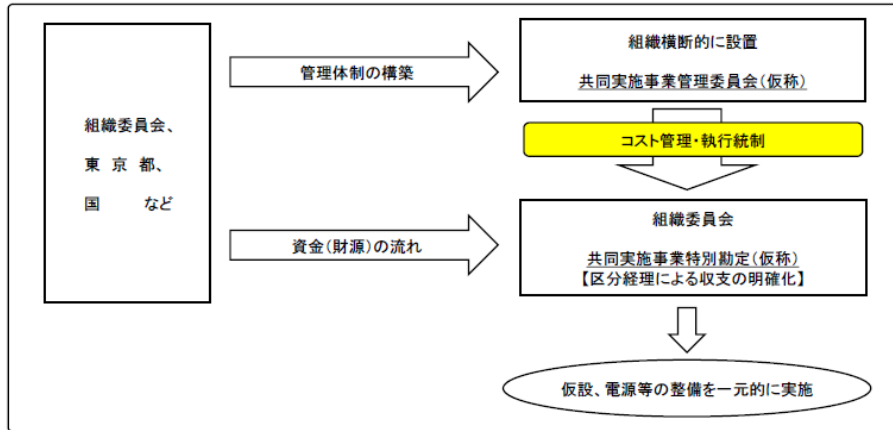 組織委員会、
東 京 都、
国 など
管理体制の構築
組織横断的に設置
共同実施事業管理委員会(仮称)
コスト管理・執行統制
資金(財源)の流れ
組織委員会
共同実施事業特別勘定(仮称)
【区分経理による収支の明確化】
仮設、電源等の整備を一元的に実施